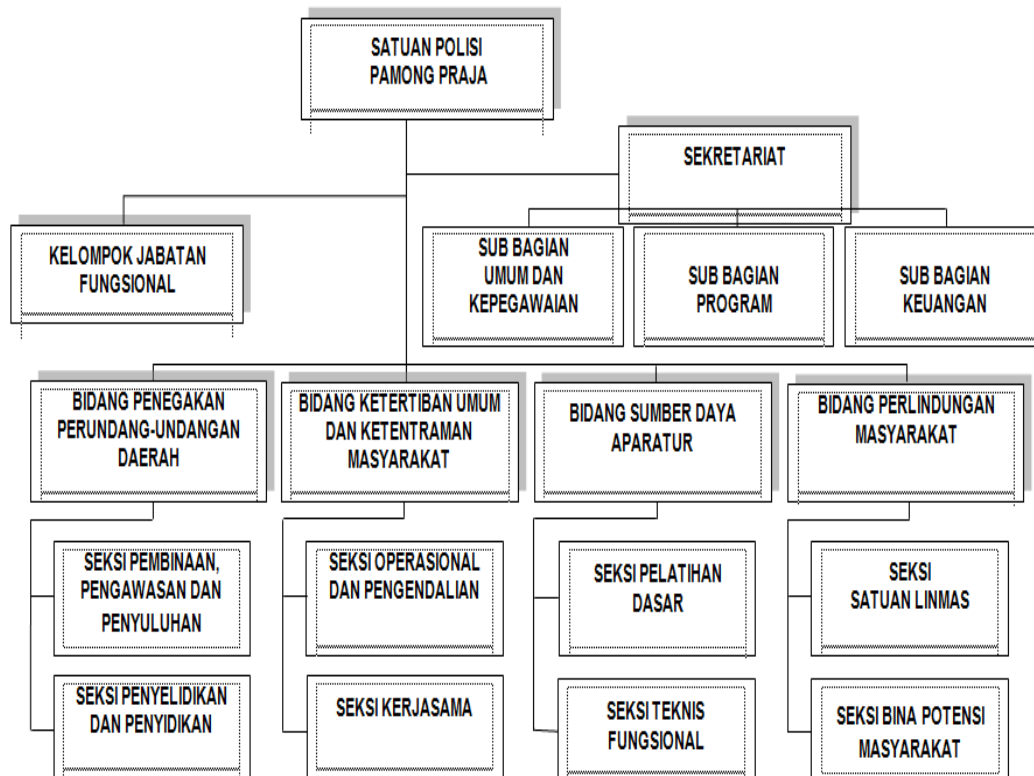 SATUAN POLISI
PAMONG PRAJA
SEKRETARIAT
KELOMPOK JABATAN
FUNGSIONAL
SUB BAGIAN
UMUM DAN
KEPEGAWAIAN
SUB BAGIAN
PROGRAM
SUB BAGIAN
KEUANGAN
BIDANG PENEGAKAN
PERUNDANG-UNDANGAN
DAERAH
BIDANG KETERTIBAN UMUM
DAN KETENTRAMAN
MASYARAKAT
BIDANG SUMBER DAYA
APARATUR
BIDANG PERLINDUNGAN
MASYARAKAT
SEKSI PEMBINAAN,
PENGAWASAN DAN
PENYULUHAN
SEKSI OPERASIONAL
DAN PENGENDALIAN
SEKSI PELATIHAN
DASAR
SEKSI
SATUAN LINMAS
SEKSI PENYELIDIKAN
DAN PENYIDIKAN
SEKSI KERJASAMA
SEKSI TEKNIS
FUNGSIONAL
SEKSI BINA POTENSI
MASYARAKAT